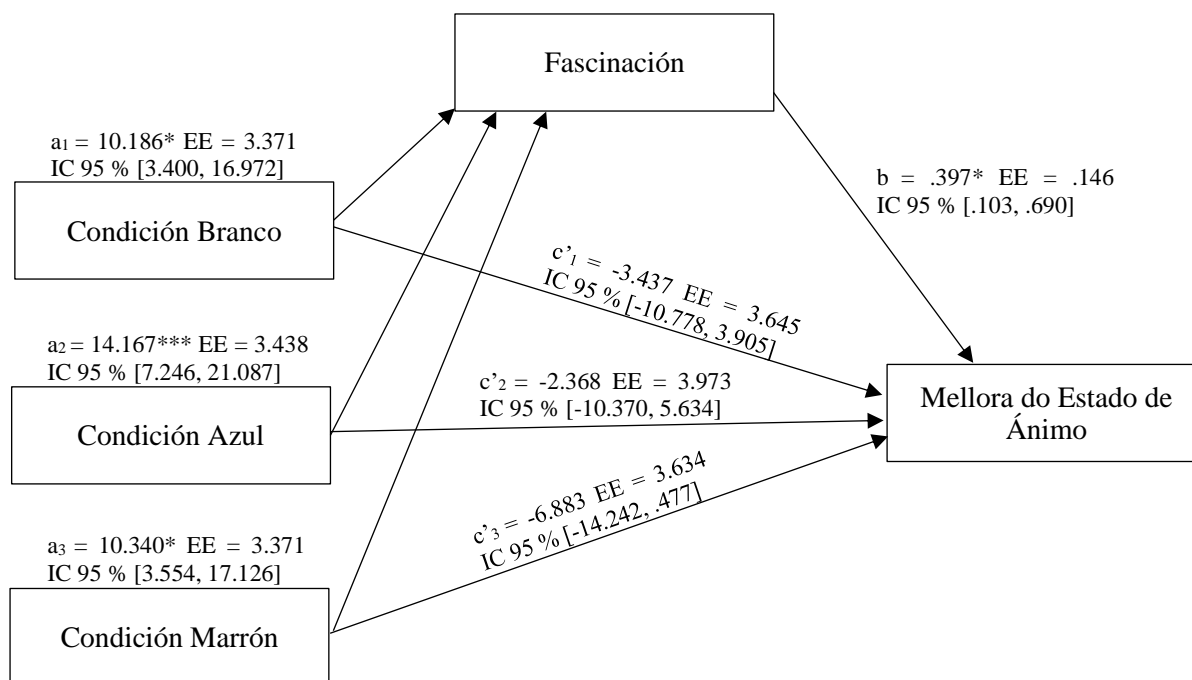 Fascinación
a₁ = 10.186* EE = 3.371
IC 95 % [3.400, 16.972]
Condición Branco
b = .397* EE = .146
IC 95 % [.103, .690]
c’₁ = -3.437 EE = 3.645
IC 95 % [-10.778, 3.905]
a₂ = 14.167*** EE = 3.438
IC 95 % [7.246, 21.087]
Condición Azul
c’₂ = -2.368 EE = 3.973
IC 95 % [-10.370, 5.634]
Mellora do Estado de
Ánimo
c’₃ = -6.883 EE = 3.634
IC 95 % [-14.242, .477]
a₃ = 10.340* EE = 3.371
IC 95 % [3.554, 17.126]
Condición Marrón